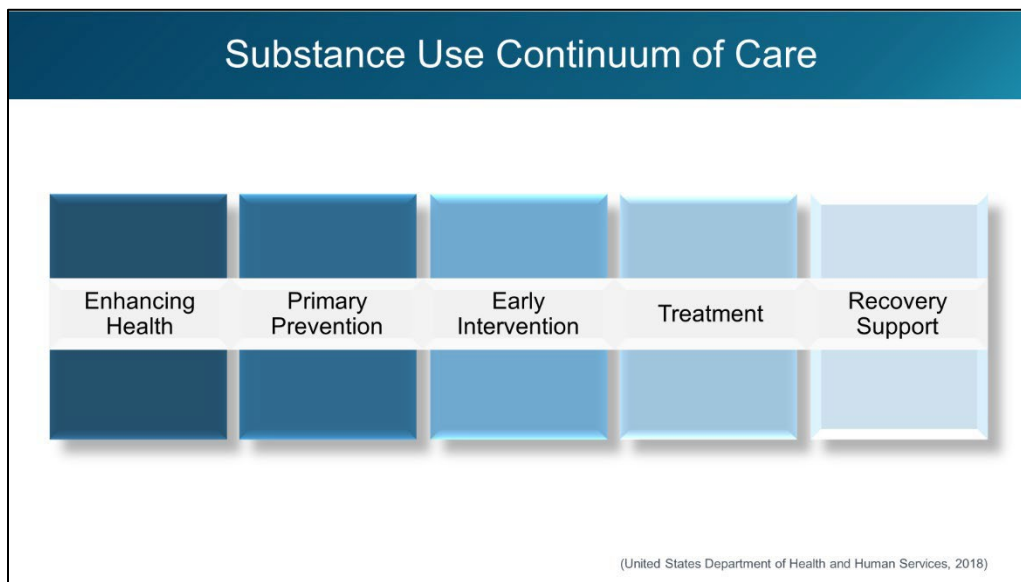 Substance Use Continuum of Care
Enhancing
Health
Primary
Prevention
Early
Intervention
Treatment
Recovery
Support
(United States Department of Health and Human Services, 2018)